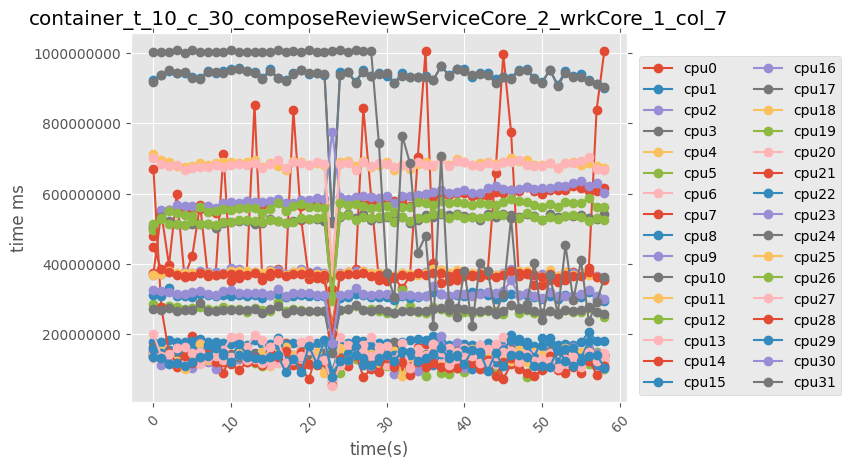 container_t_10_c_30_composeReviewServiceCore_2_wrkCore_1_col_7
1000000000
800000000
600000000
400000000
200000000
time ms
0
10
20
30
40
50
60
time(s)
cpu0
cpu1
cpu2
cpu3
cpu4
cpu5
cpu6
cpu7
cpu8
cpu9
cpu10
cpu11
cpu12
cpu13
cpu14
cpu15
cpu16
cpu17
cpu18
cpu19
cpu20
cpu21
cpu22
cpu23
cpu24
cpu25
cpu26
cpu27
cpu28
cpu29
cpu30
cpu31